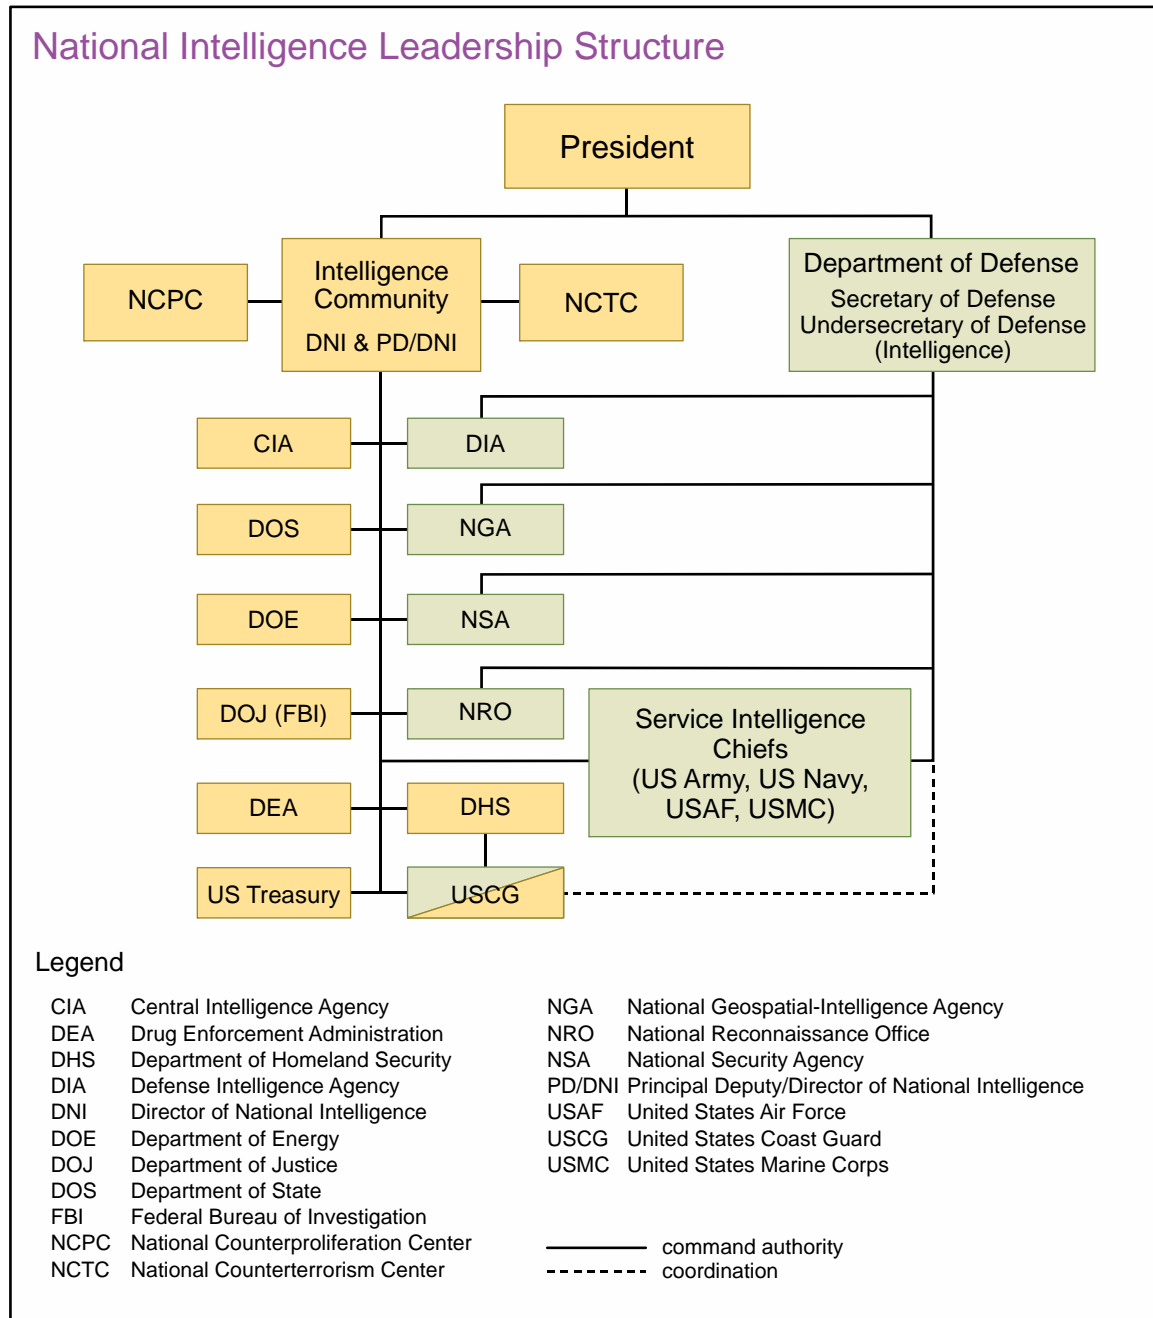 National Intelligence Leadership Structure
President
Intelligence
Community
DNI & PD/DNI
NCPC
NCTC
Department of Defense
Secretary of Defense
Undersecretary of Defense
(Intelligence)
CIA
DIA
DOS
NGA
DOE
NSA
DOJ (FBI)
NRO
Service Intelligence
Chiefs
(US Army, US Navy,
USAF, USMC)
DEA
DHS
US Treasury
USCG
Legend
CIA Central Intelligence Agency
DEA Drug Enforcement Administration
DHS Department of Homeland Security
DIA Defense Intelligence Agency
DNI Director of National Intelligence
DOE Department of Energy
DOJ Department of Justice
DOS Department of State
FBI Federal Bureau of Investigation
NCPC National Counterproliferation Center
NCTC National Counterterrorism Center
NGA National Geospatial-Intelligence Agency
NRO National Reconnaissance Office
NSA National Security Agency
PD/DNI Principal Deputy/Director of National Intelligence
USAF United States Air Force
USCG United States Coast Guard
USMC United States Marine Corps
command authority
coordination